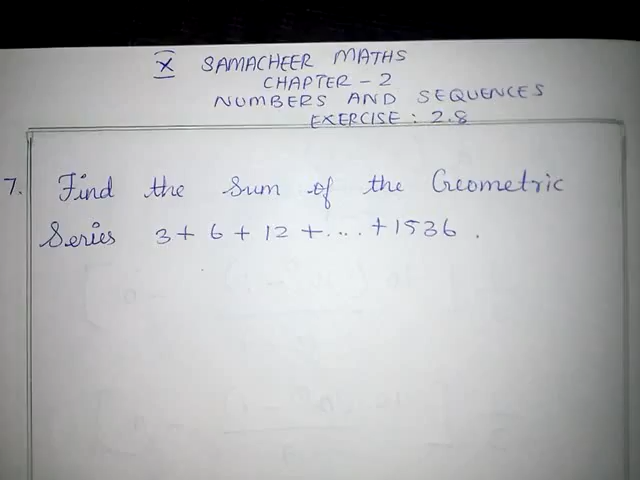 X SAMACHEER MATHS
CHAPTER - 2
NUMBERS AND SEQUENCES
EXERCISE : 2.8
7. Find the Sum of the Geometric
Series 3 + 6 + 12 + .... + 1536 .